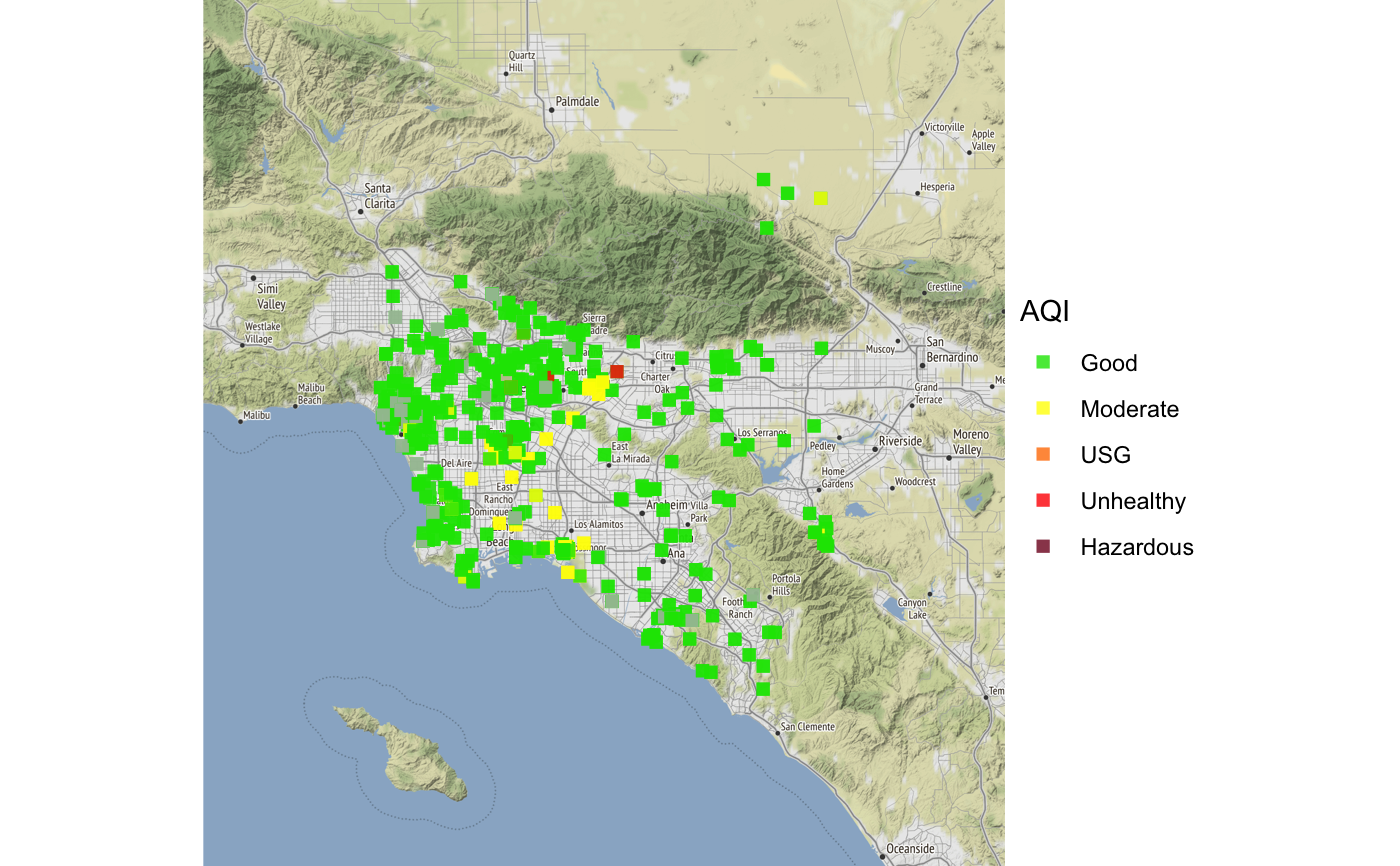 Quartz
Hill
Palmdale
Victorville
Apple
Valley
Hesperia
Santa
Clarita
Simi
Valley
Crestline
Westlake
Village
Sierra
Muscoy
San
Bernardino
Malibu
Beach
Malibu
Citrus
Charter
Oak
Grand
Terrace
Los Serranos
Pedley
Riverside
Moreno
Valley
East
La Mirada
Del Aire
Home
Gardens
Woodcrest
East
Rancho
Dominguez
Anaheim
Villa
Park
Los Alamitos
Beach
Ana
Portola
Hills
Foothill
Ranch
Canyon
Lake
San Clemente
Oceanside
AQI
Good
Moderate
USG
Unhealthy
Hazardous